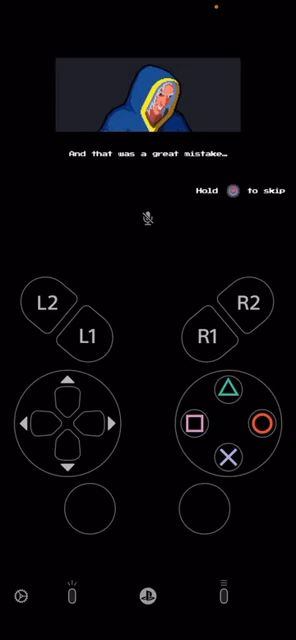 And that was a great mistake…
Hold to skip
L2
R2
L1
R1